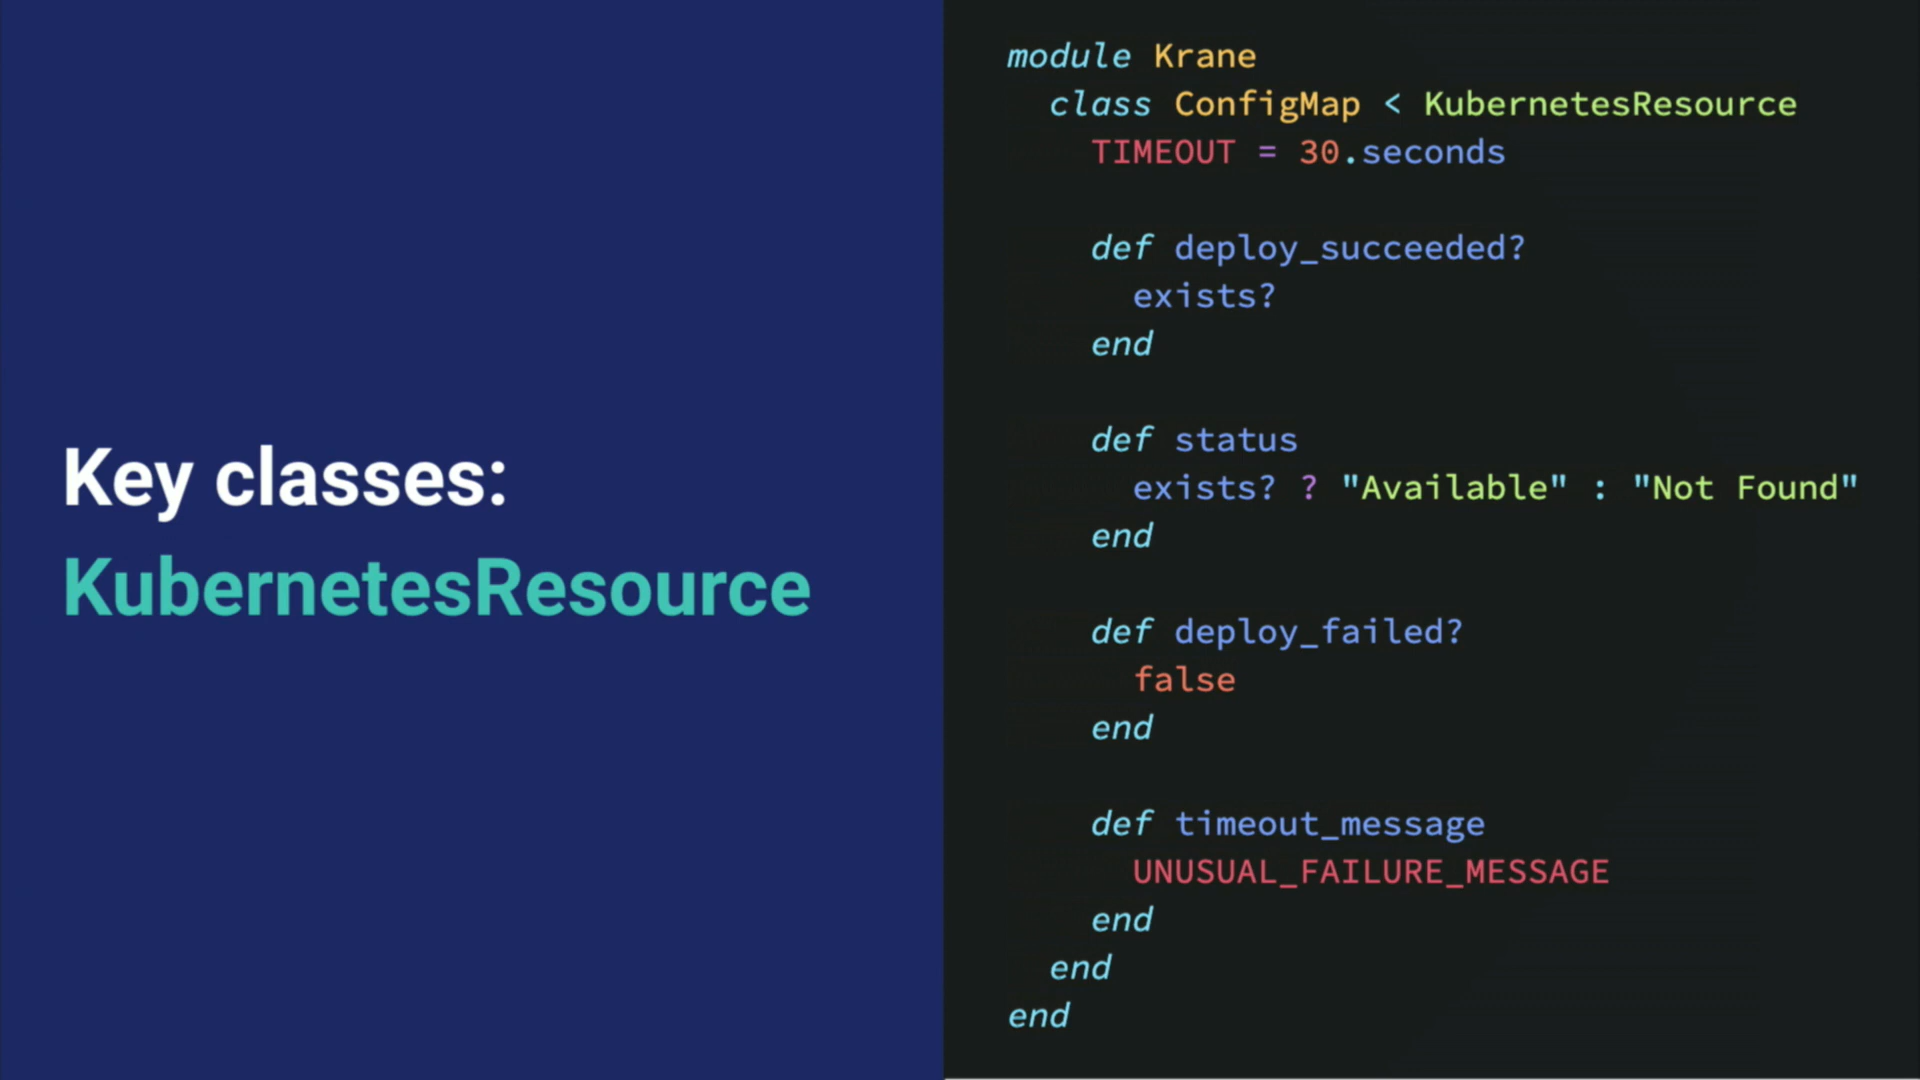 Key classes:
KubernetesResource
module Krane
  class ConfigMap < KubernetesResource
    TIMEOUT = 30.seconds

    def deploy_succeeded?
      exists?
    end

    def status
      exists? ? "Available" : "Not Found"
    end

    def deploy_failed?
      false
    end

    def timeout_message
      UNUSUAL_FAILURE_MESSAGE
    end
  end
end